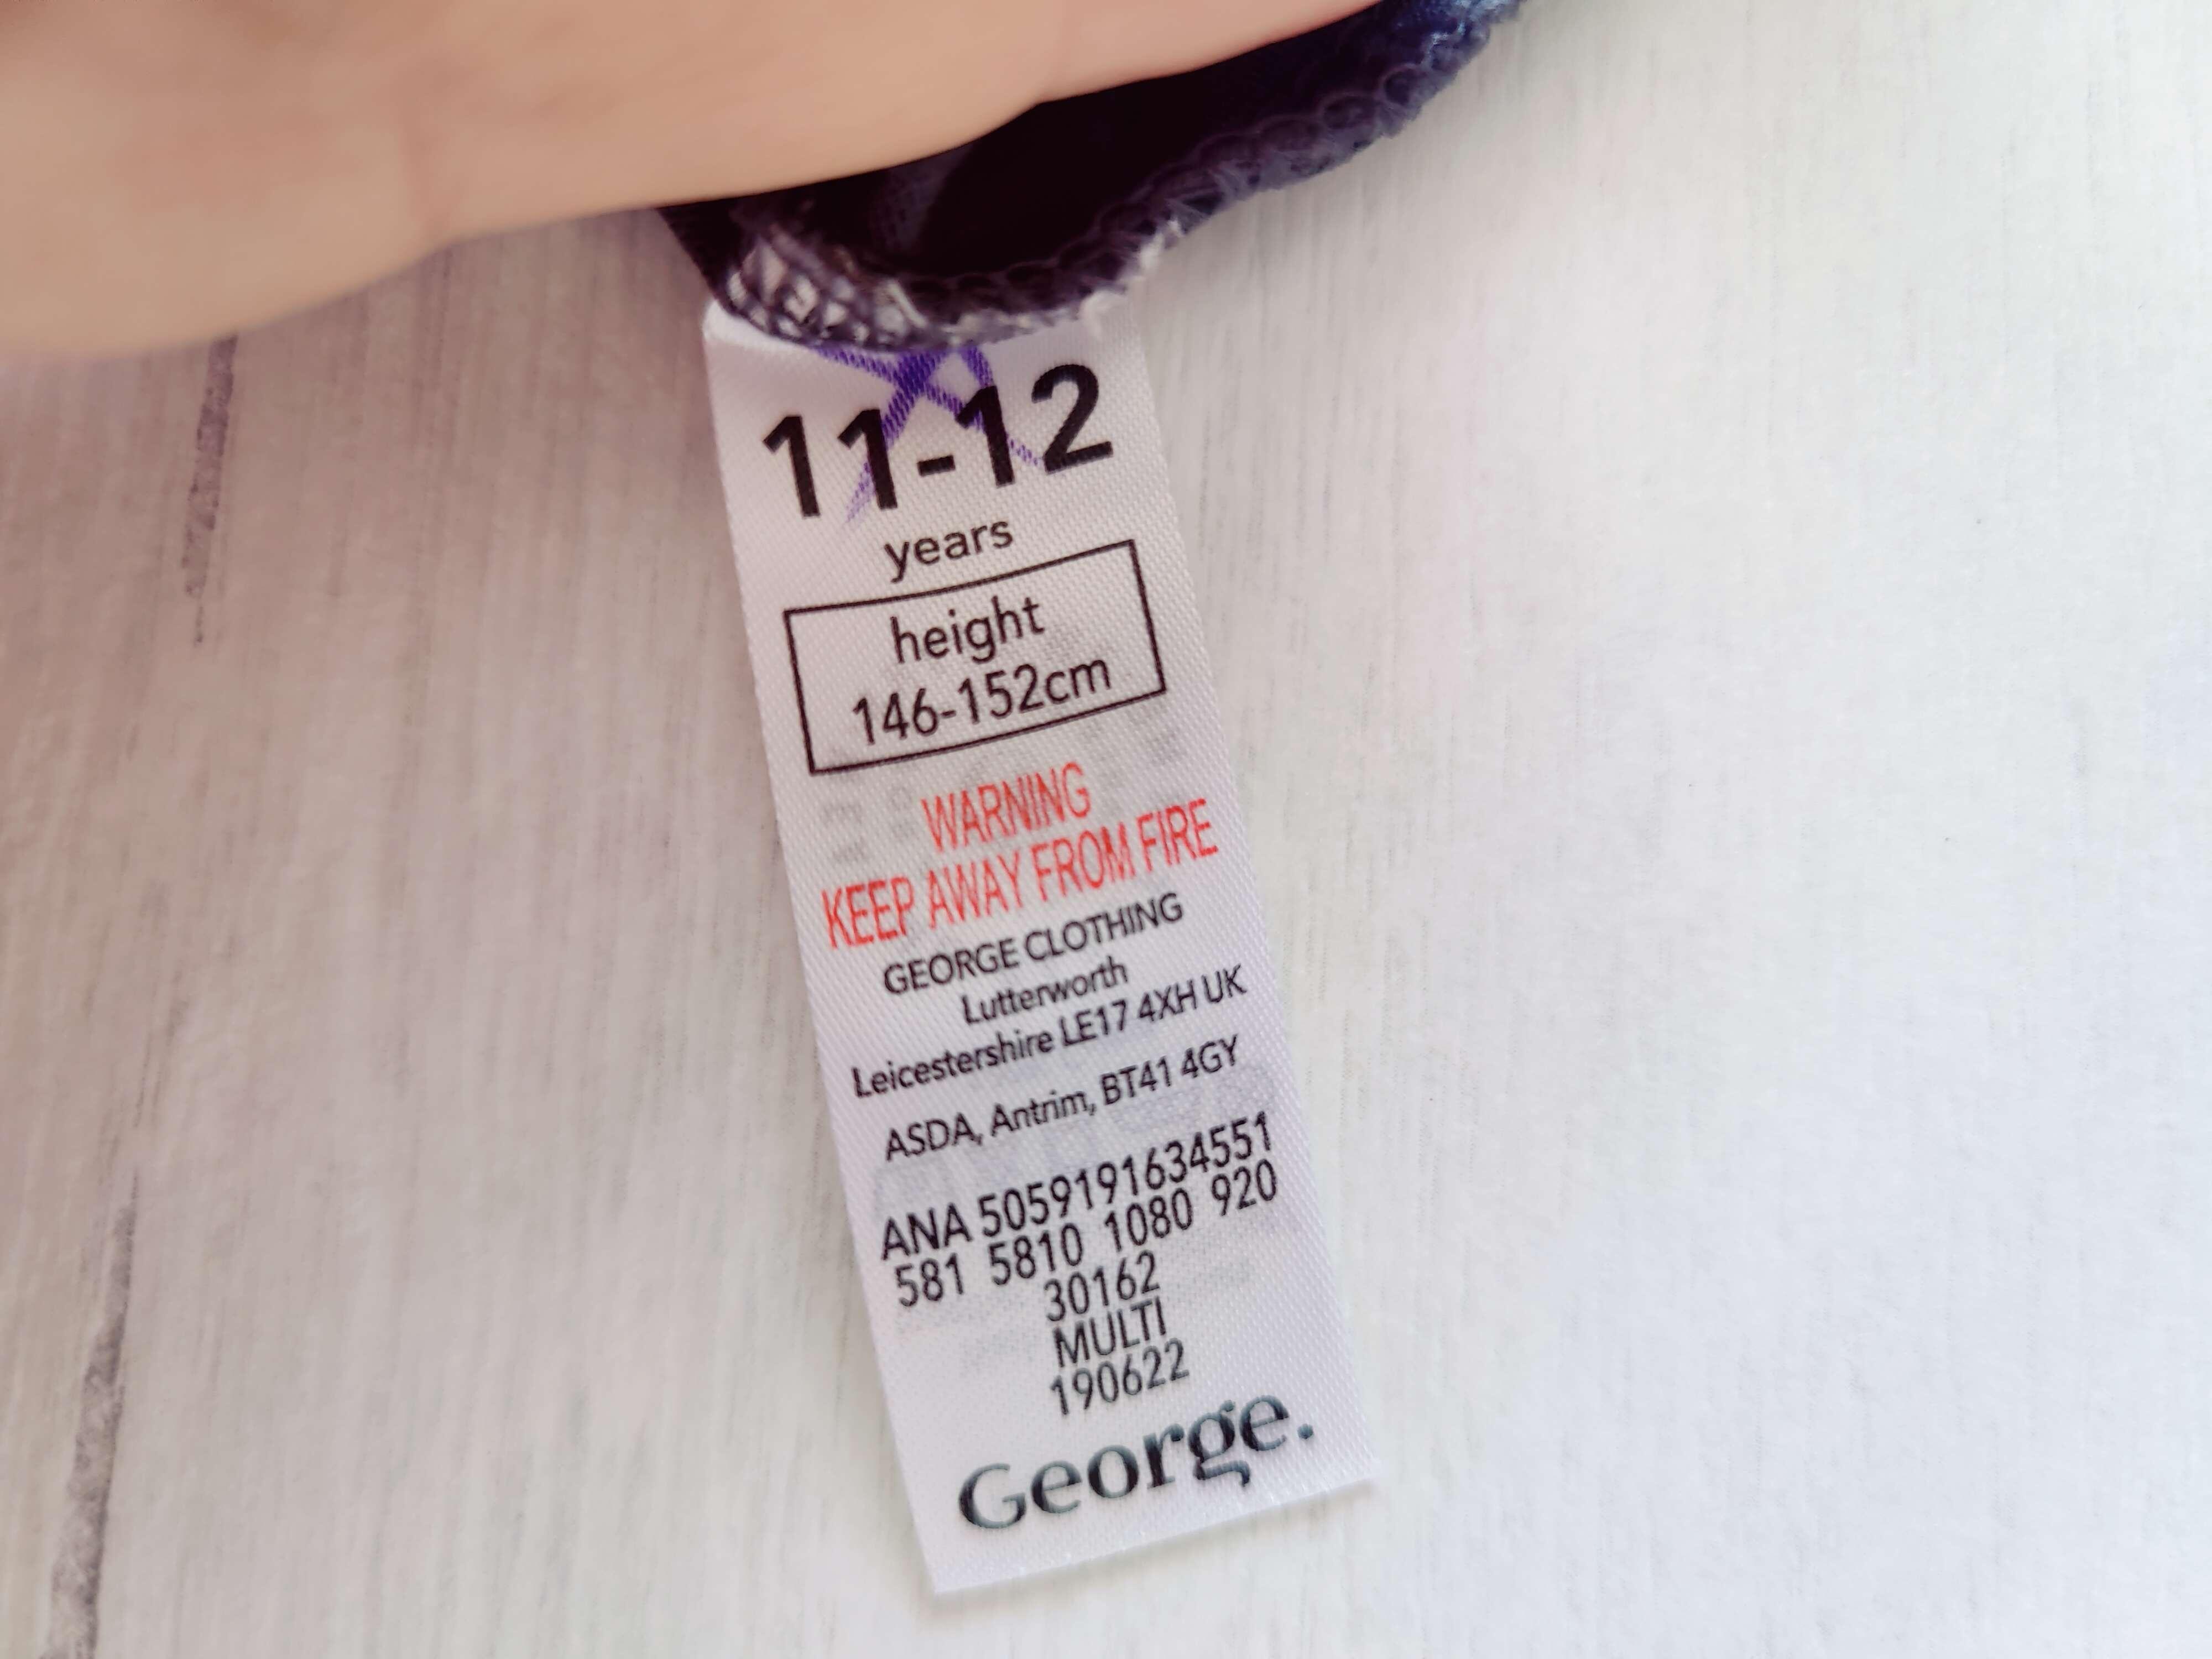 11-12
years
height
146-152cm
WARNING
KEEP AWAY FROM FIRE
GEORGE CLOTHING
Lutterworth
Leicestershire LE17 4XH UK
ASDA, Antrim, BT41 4GY
ANA 5059191634551
581 5810 1080 920
30162
MULTI
190622
George.